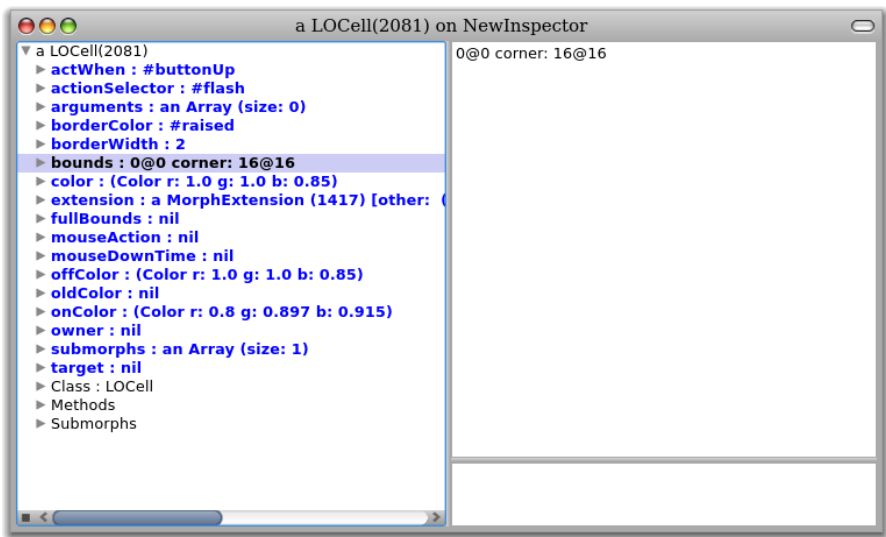 a LOCell(2081) on NewInspector
a LOCell(2081)
actWhen : #buttonUp
actionSelector : #flash
arguments : an Array (size: 0)
borderColor : #raised
borderWidth : 2
bounds : 0@0 corner: 16@16
color : (Color r: 1.0 g: 1.0 b: 0.85)
extension : a MorphExtension (1417) [other:  (
fullBounds : nil
mouseAction : nil
mouseDownTime : nil
offColor : (Color r: 1.0 g: 1.0 b: 0.85)
oldColor : nil
onColor : (Color r: 0.8 g: 0.897 b: 0.915)
owner : nil
submorphs : an Array (size: 1)
target : nil
Class : LOCell
Methods
Submorphs
0@0 corner: 16@16